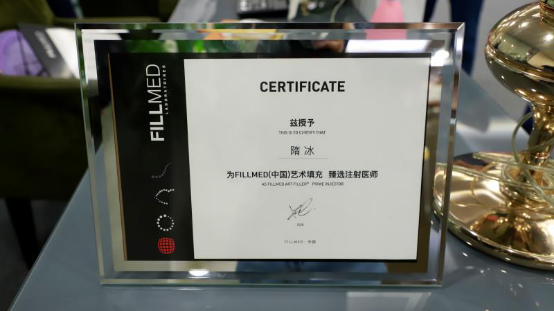 FILLMED
LABORATOIRES
CERTIFICATE
兹授予
THIS IS TO CERTIFY THAT
隋 冰
为FILLMED(中国)艺术填充 臻选注射医师
AS FILLMED ART FILLER® PRIME INJECTOR
FILLMED · 中国